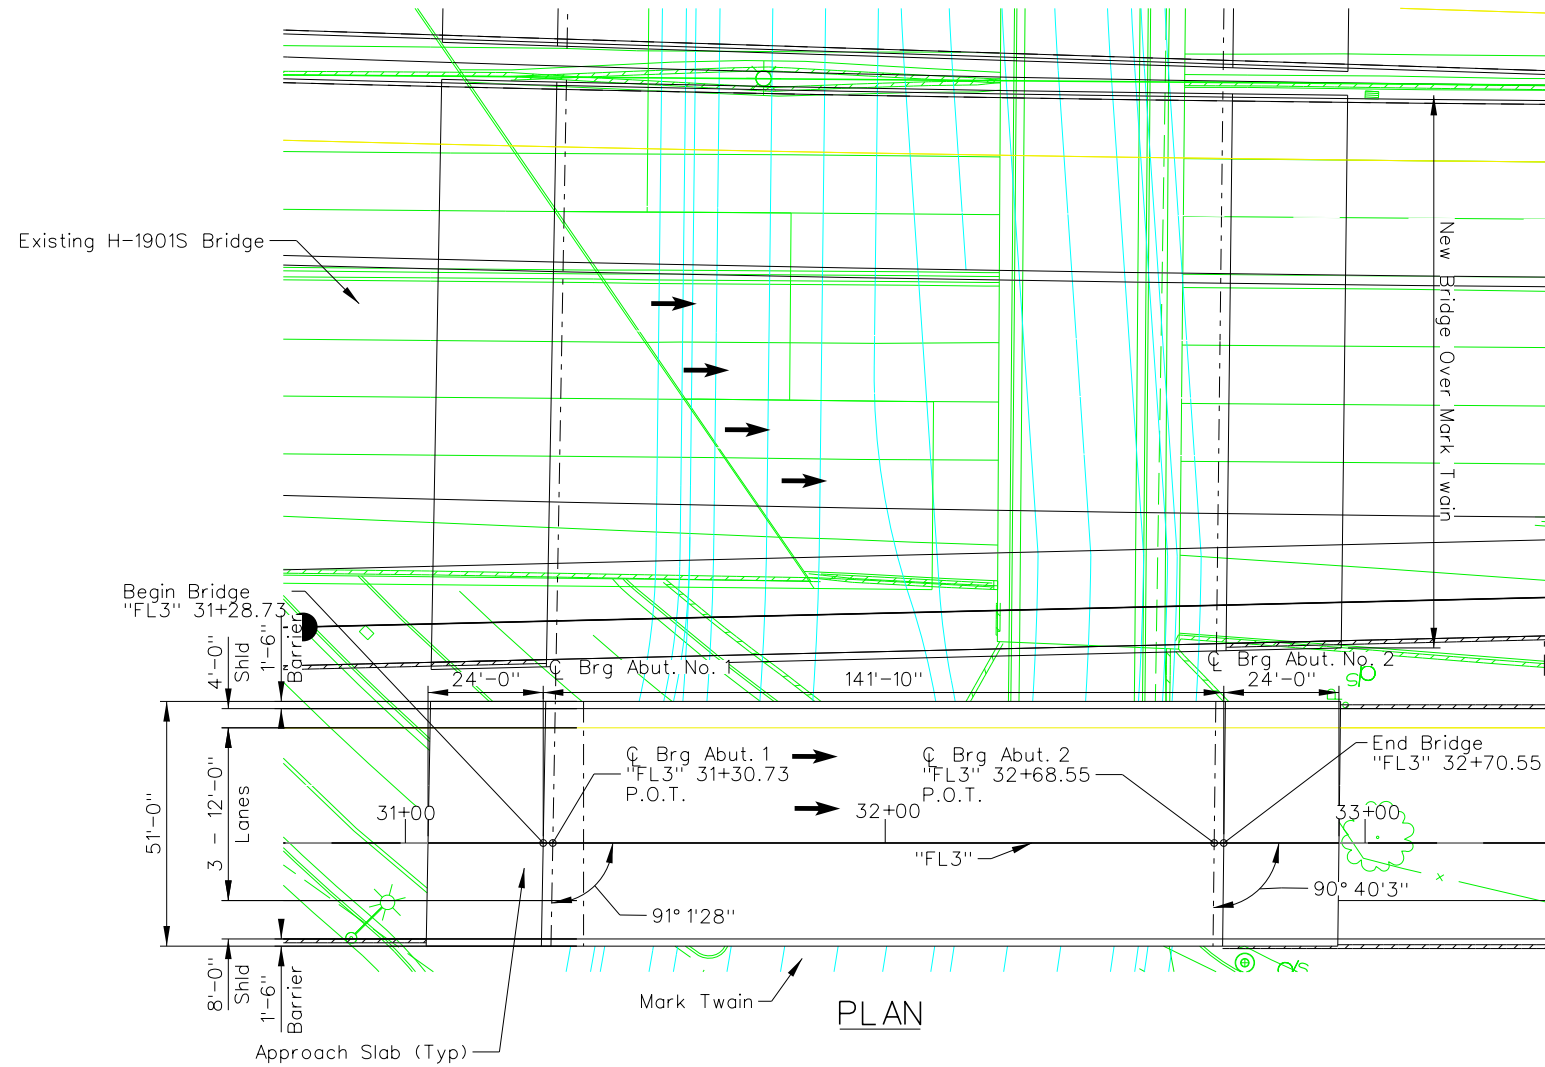 Existing H-1901S Bridge
New Bridge Over Mark Twain
Begin Bridge
"FL3" 31+28.73
4'-0"
Shld
1'-6"
Barrier
℄ Brg Abut. No. 1
℄ Brg Abut. No. 2
24'-0"
141'-10"
24'-0"
℄ Brg Abut. 1
"FL3" 31+30.73
P.O.T.
℄ Brg Abut. 2
"FL3" 32+68.55
P.O.T.
End Bridge
"FL3" 32+70.55
51'-0"
3 - 12'-0"
Lanes
31+00
32+00
33+00
"FL3"
91° 1'28"
90° 40'3"
8'-0"
Shld
1'-6"
Barrier
Mark Twain
PLAN
Approach Slab (Typ)